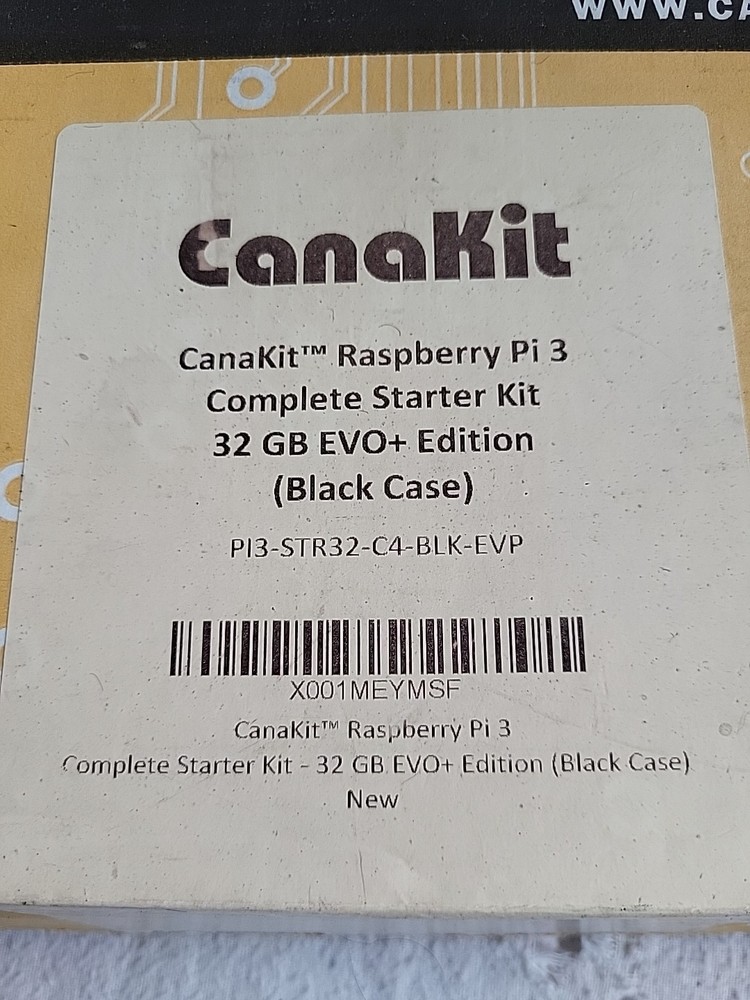 WWW.CA
CanaKit
CanaKit™ Raspberry Pi 3
Complete Starter Kit
32 GB EVO+ Edition
(Black Case)
PI3-STR32-C4-BLK-EVP
X001MEYMSF
CanaKit™ Raspberry Pi 3
Complete Starter Kit - 32 GB EVO+ Edition (Black Case)
New